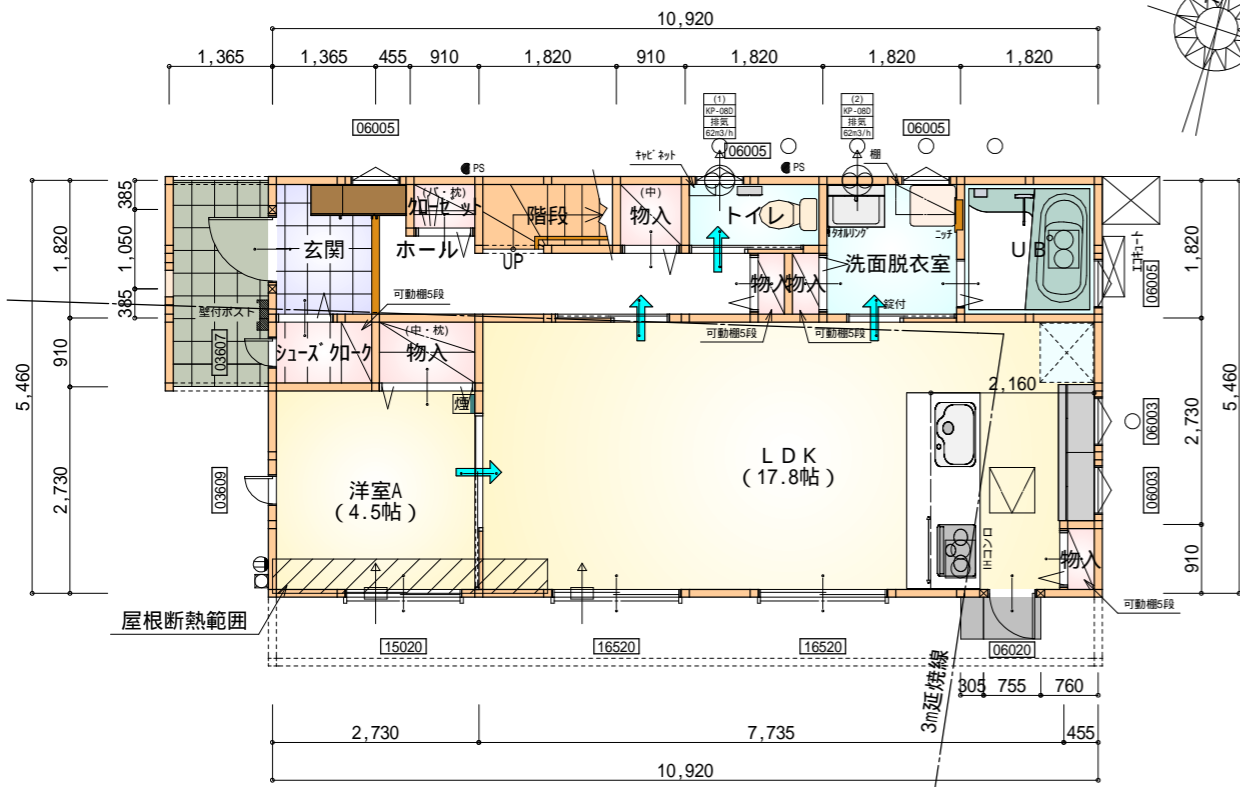 10,920
1,365
1,365
455
910
1,820
910
1,820
1,820
1,820
(1)
KP-08D
排気
62m3/h
(2)
KP-08D
排気
62m3/h
06005
06005
06005
PS
キャビネット
PS
棚
385
1,050
385
1,820
910
2,730
5,460
玄関
(パ・枕)
クローゼット
ホール
階段
UP
(中)
物入
トイレ
タオルリング
ニッチ
洗面脱衣室
UB
エコキュート
06005
1,820
物入
物入
錠付
可動棚5段
可動棚5段
可動棚5段
壁付ポスト
03607
シューズクローク
(中・枕)
物入
煙
2,160
LDK
(17.8帖)
洋室A
(4.5帖)
03609
IHコンロ
物入
可動棚5段
06003
06003
2,730
910
5,460
屋根断熱範囲
15020
16520
16520
06020
3m延焼線
305
755
760
2,730
7,735
455
10,920